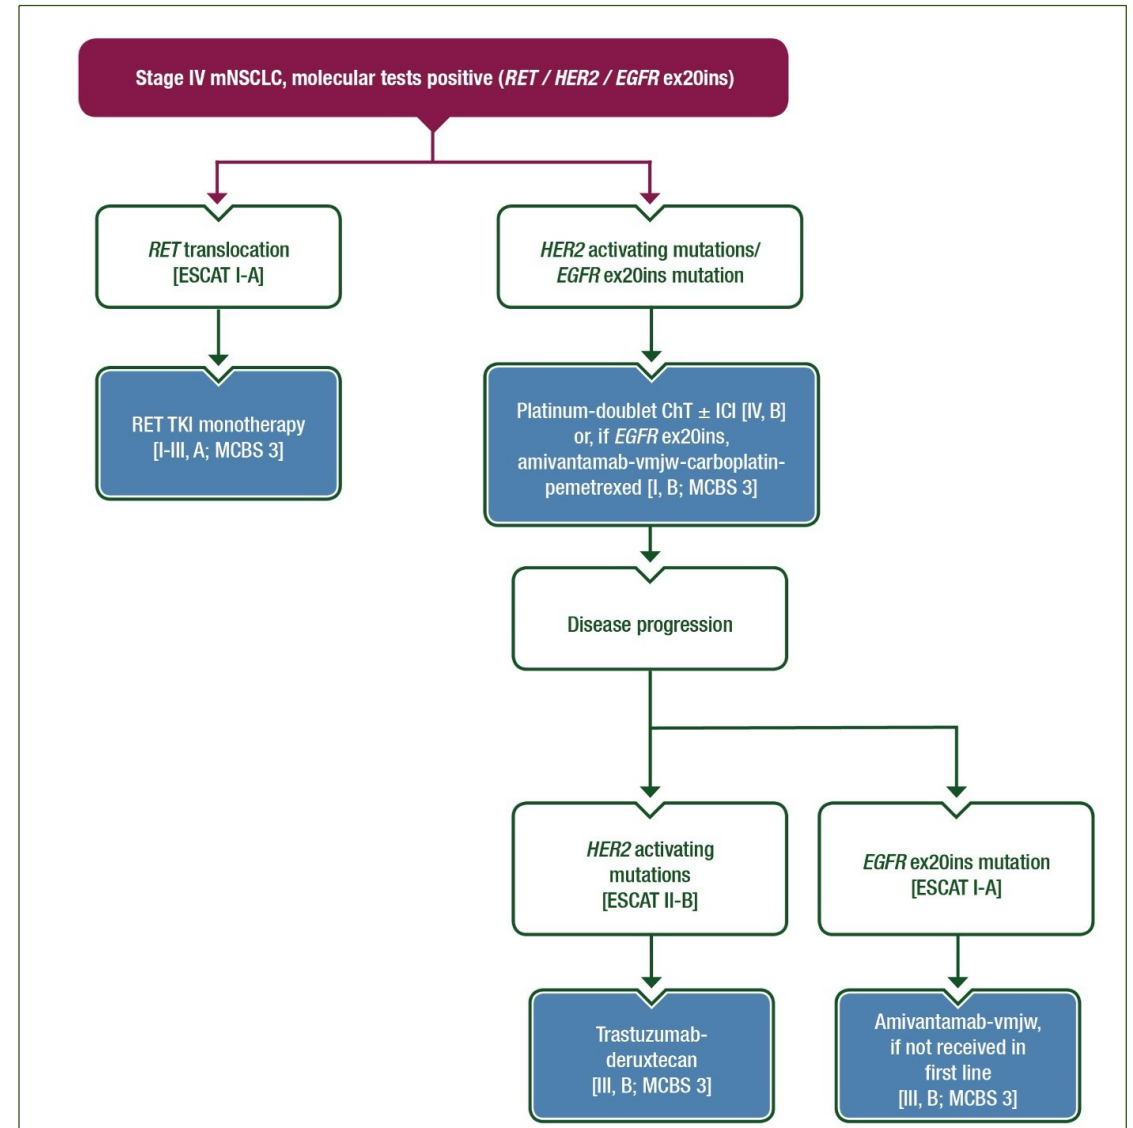 Stage IV mNSCLC, molecular tests positive (RET / HER2 / EGFR ex20ins)
RET translocation
[ESCAT I-A]
HER2 activating mutations/
EGFR ex20ins mutation
RET TKI monotherapy
[I-III, A; MCBS 3]
Platinum-doublet ChT ± ICI [IV, B]
or, if EGFR ex20ins,
amivantamab-vmjw-carboplatin-
pemetrexed [I, B; MCBS 3]
Disease progression
HER2 activating
mutations
[ESCAT II-B]
EGFR ex20ins mutation
[ESCAT I-A]
Trastuzumab-
deruxtecan
[III, B; MCBS 3]
Amivantamab-vmjw,
if not received in
first line
[III, B; MCBS 3]